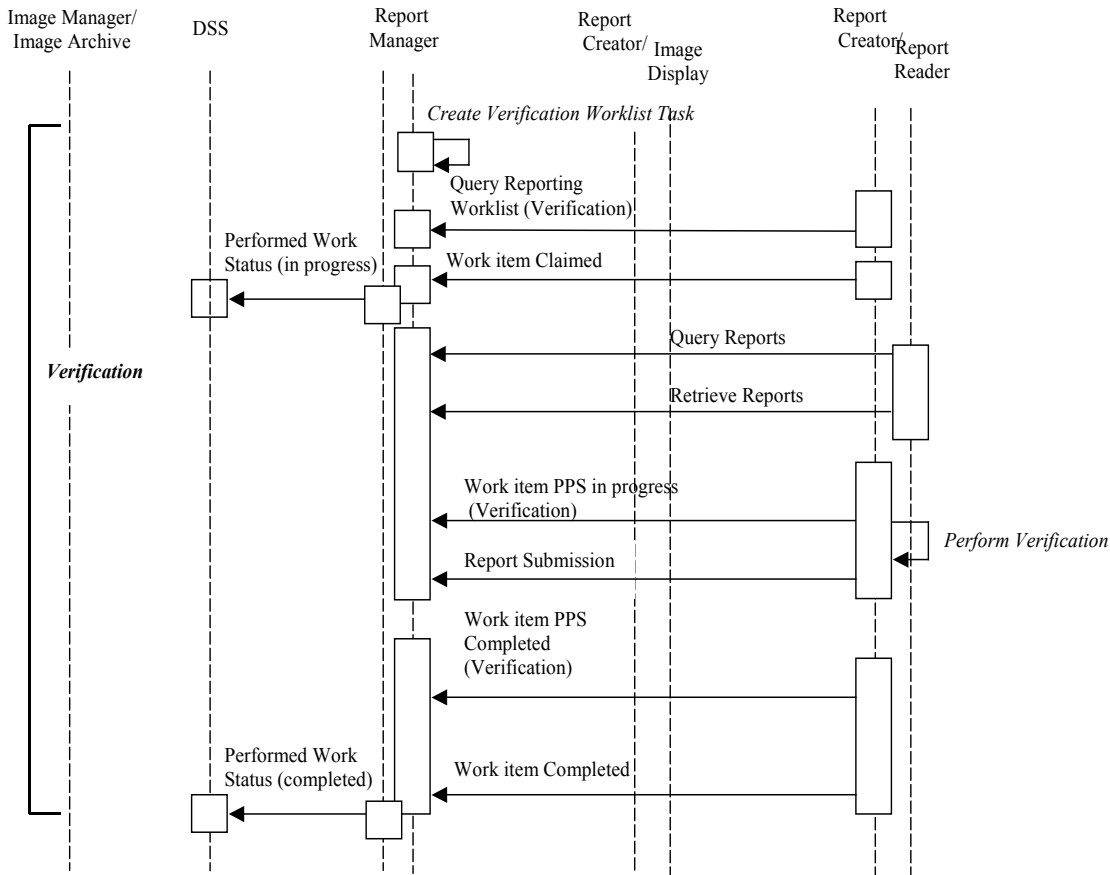 Image Manager/
Image Archive
DSS
Report
Manager
Report
Creator/
Image
Display
Report
Creator/
Report
Reader
Create Verification Worklist Task
Query Reporting
Worklist (Verification)
Performed Work
Status (in progress)
Work item Claimed
Query Reports
Verification
Retrieve Reports
Work item PPS in progress
(Verification)
Perform Verification
Report Submission
Work item PPS
Completed
(Verification)
Performed Work
Status (completed)
Work item Completed